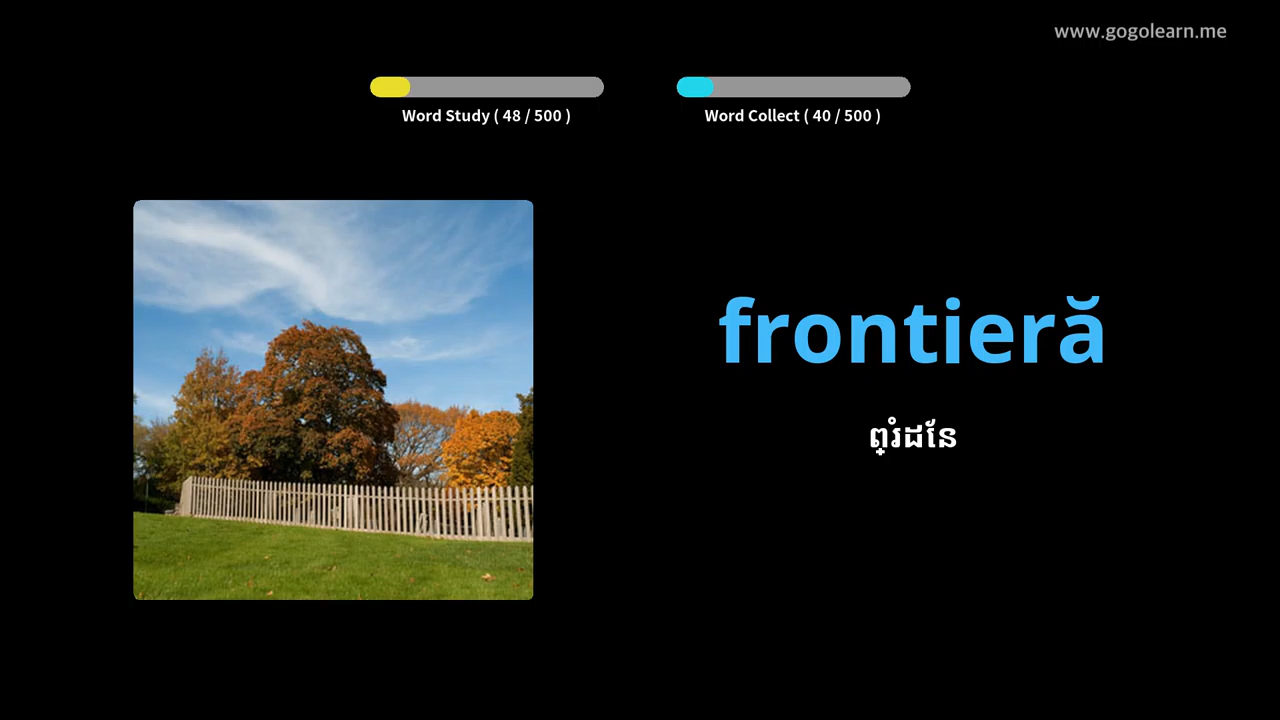 www.gogolearn.me
Word Study ( 48 / 500 )
Word Collect ( 40 / 500 )
frontieră
ព្រំដែន